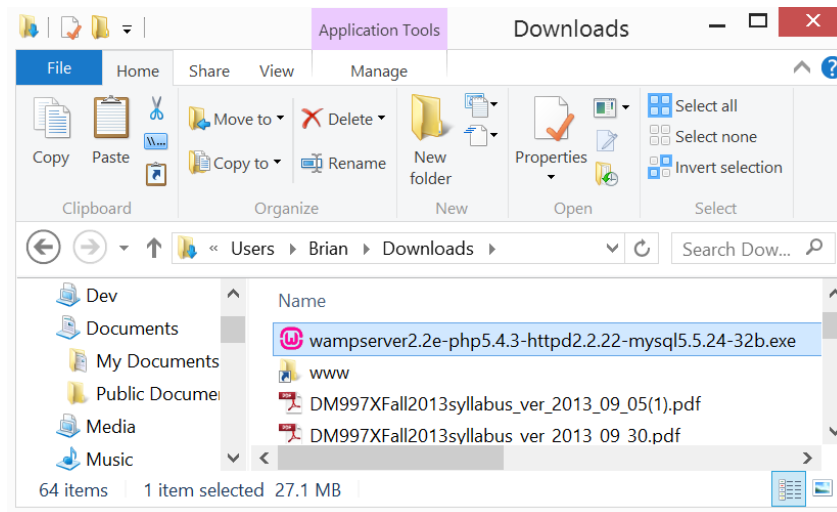 Application Tools
Downloads
File
Home
Share
View
Manage
Copy
Paste
Move to
Copy to
Delete
Rename
New folder
Properties
Select all
Select none
Invert selection
Clipboard
Organize
New
Open
Select
« Users Brian Downloads
Search Dow...
Dev
Documents
My Documents
Public Docume
Media
Music
Name
wampserver2.2e-php5.4.3-httpd2.2.22-mysql5.5.24-32b.exe
www
DM997XFall2013syllabus_ver_2013_09_05(1).pdf
DM997XFall2013syllabus_ver_2013_09_30.pdf
64 items
1 item selected 27.1 MB